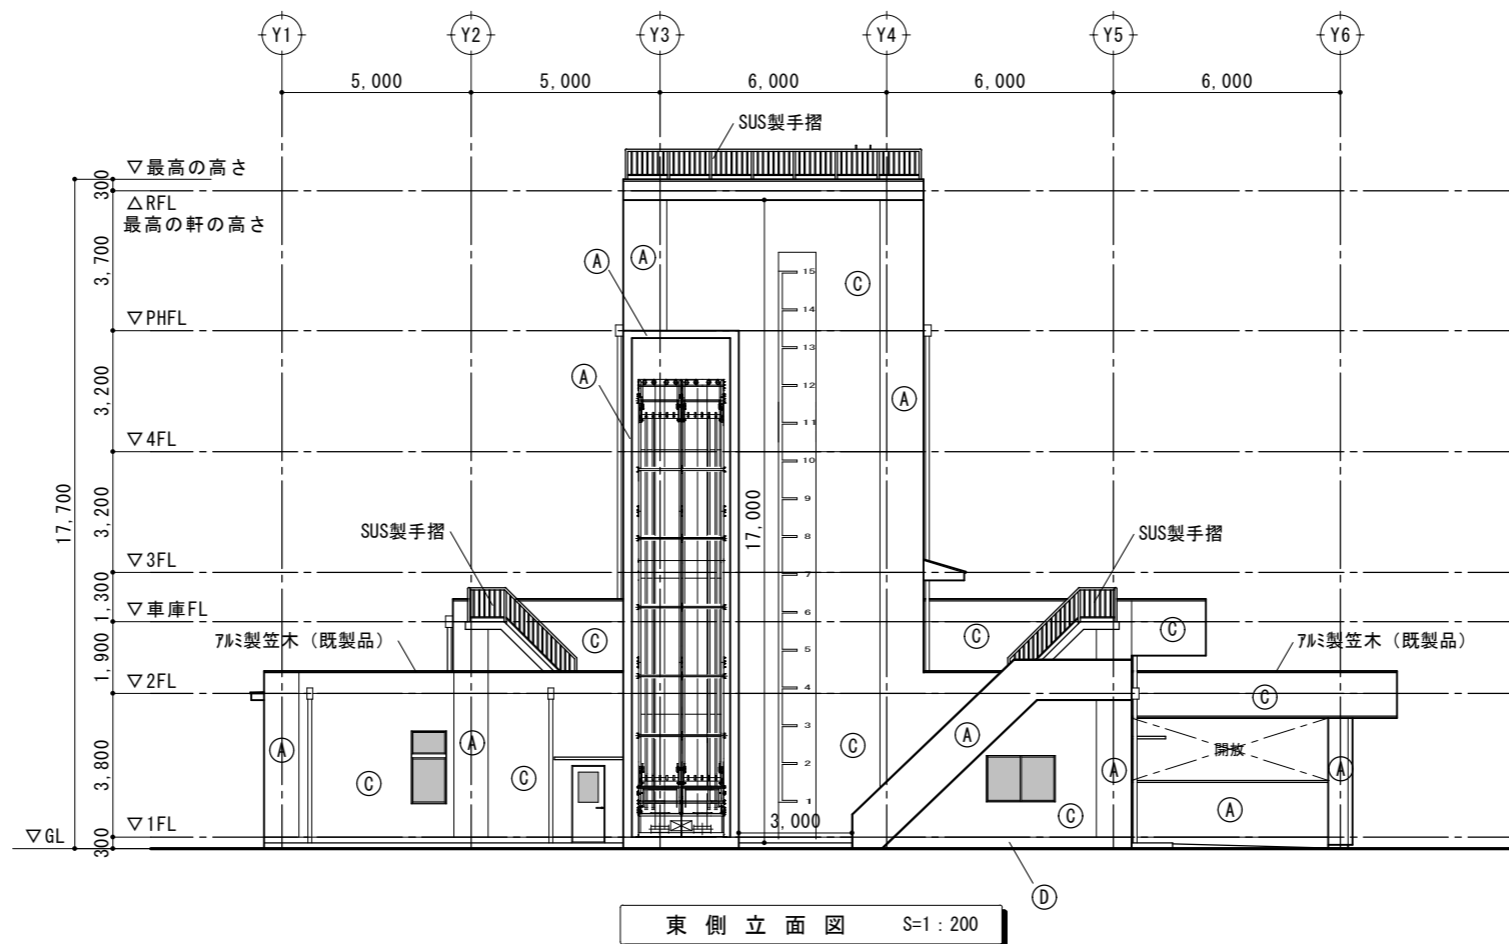 Y1 Y2 Y3 Y4 Y5 Y6
5,000 5,000 6,000 6,000 6,000
SUS製手摺
▽最高の高さ
300
△RFL
最高の軒の高さ
3,700
A A C
▽PHFL
3,200
A A
▽4FL
17,700
3,200
17,000
SUS製手摺 SUS製手摺
▽3FL
1,300
▽車庫FL
C C C
アルミ製笠木（既製品） アルミ製笠木（既製品）
1,900
▽2FL
C
15
14
13
12
11
10
9
8
7
6
5
4
3
2
1
A A C A 開放
3,800
C C A A
A
C
▽1FL
3,000
▽GL
300
D
東側立面図 S=1：200